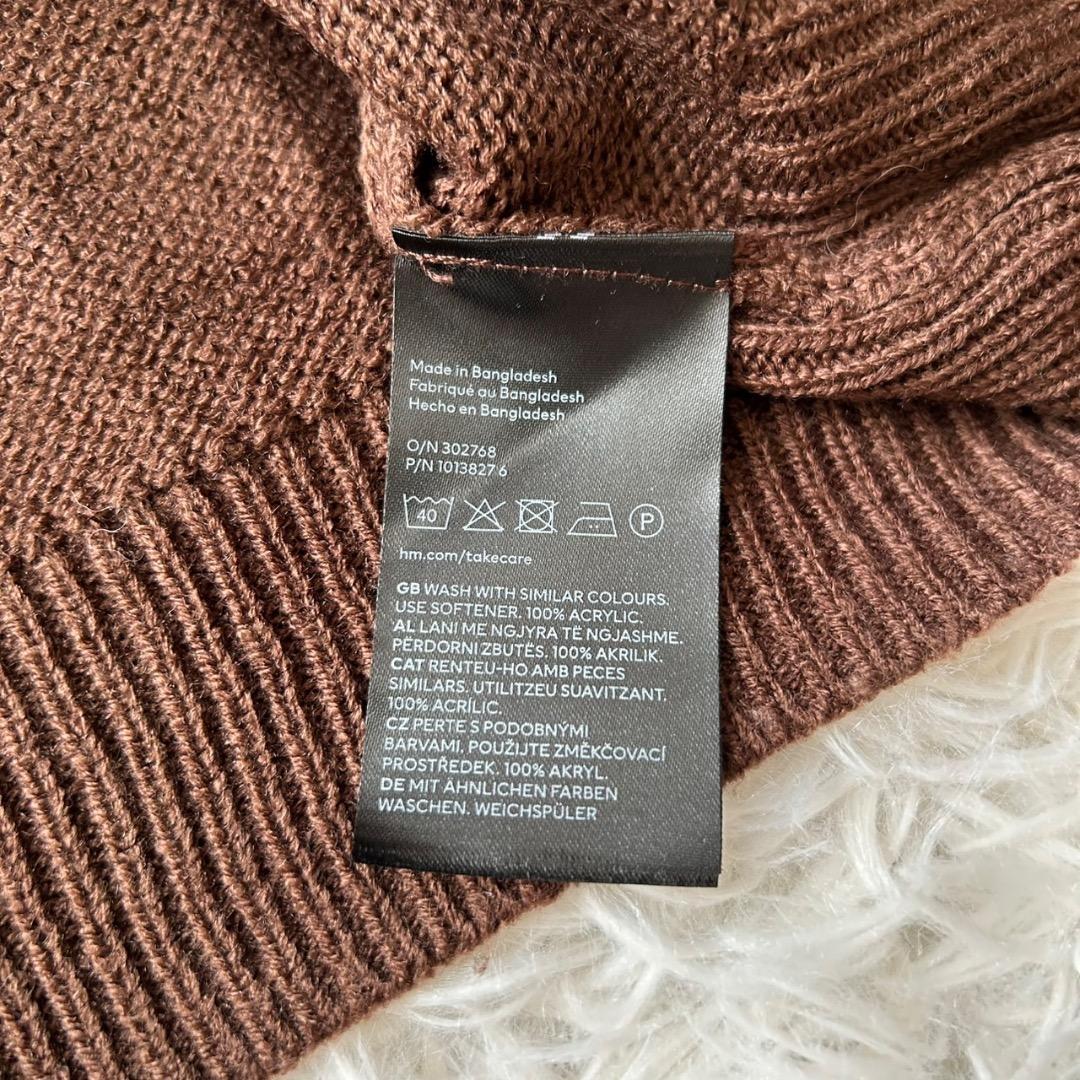 Made in Bangladesh
Fabriqué au Bangladesh
Hecho en Bangladesh
O/N 302768
P/N 1013827 6
40 P
hm.com/takecare
GB WASH WITH SIMILAR COLOURS.
USE SOFTENER. 100% ACRYLIC.
AL LANI ME NGJYRA TË NGJASHME.
PËRDORNI ZBUTËS. 100% AKRILIK.
CAT RENTEU-HO AMB PECES
SIMILARS. UTILITZEU SUAVITZANT.
100% ACRÍLIC.
CZ PERTE S PODOBNÝMI
BARVAMI. POUŽIJTE ZMĚKČOVACÍ
PROSTŘEDEK. 100% AKRYL.
DE MIT ÄHNLICHEN FARBEN
WASCHEN. WEICHSPÜLER